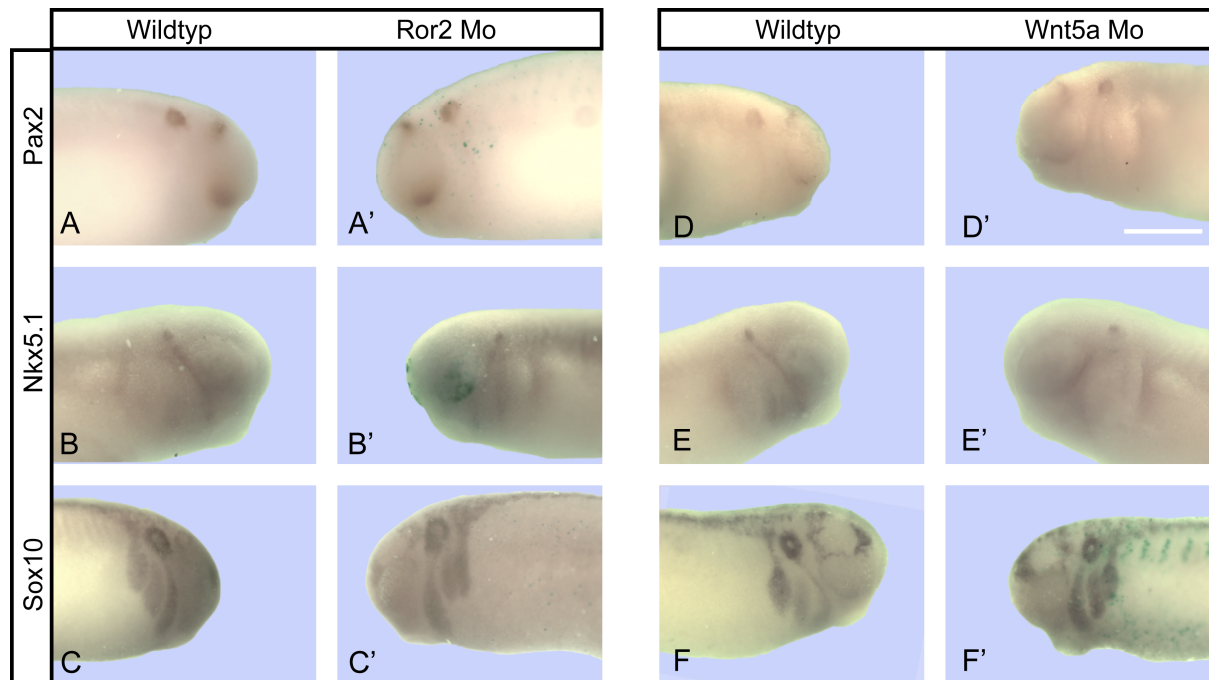 Wildtyp Ror2 Mo Wildtyp Wnt5a Mo
Pax2
A A’ D D’
Nkx5.1
B B’ E E’
Sox10
C C’ F F’